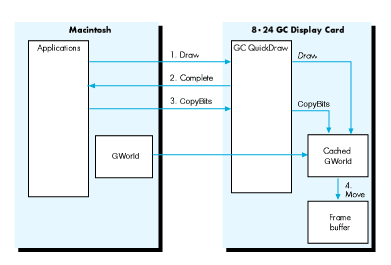 Macintosh
8•24 GC Display Card
Applications
GC QuickDraw
1. Draw
Draw
2. Complete
3. CopyBits
CopyBits
GWorld
Cached
GWorld
4.
Move
Frame
buffer